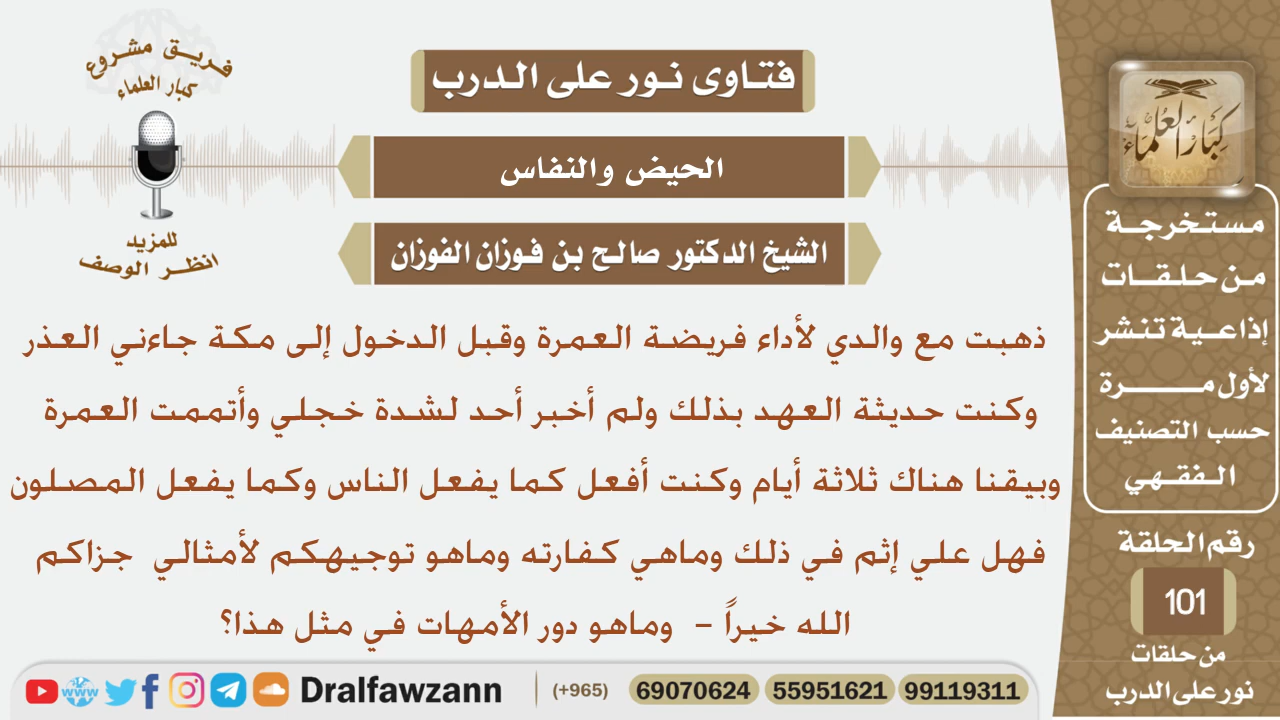 فريق مشروع
كبار العلماء
للمزيد
انظر الوصف
فتاوى نور على الدرب
الحيض والنفاس
الشيخ الدكتور صالح بن فوزان الفوزان
ذهبت مع والدي لأداء فريضة العمرة وقبل الدخول إلى مكة جاءني العذر
وكنت حديثة العهد بذلك ولم أخبر أحد لشدة خجلي وأتممت العمرة
وبيقنا هناك ثلاثة أيام وكنت أفعل كما يفعل الناس وكما يفعل المصلون
فهل علي إثم في ذلك وماهي كفارته وماهو توجيهكم لأمثالي جزاكم
الله خيراً - وماهو دور الأمهات في مثل هذا؟
كبار العلماء
مستخرجة
من حلقات
إذاعية تنشر
لأول مرة
حسب التصنيف
الفقهي
رقم الحلقة
101
من حلقات
نور على الدرب
www
Dralfawzann
(+965) 69070624 55951621 99119311